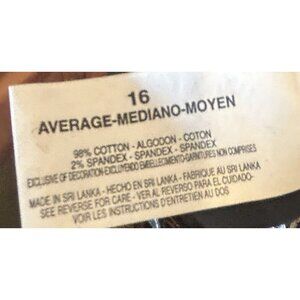 16
AVERAGE-MEDIANO-MOYEN
98% COTTON - ALGODON - COTON
2% SPANDEX - SPANDEX - SPANDEX
EXCLUSIVE OF DECORATION-EXCLUYENDO EMBELLECIMIENTO-GARNITURES NON COMPRISES
MADE IN SRI LANKA - HECHO EN SRI LANKA - FABRIQUE AU SRI LANKA
SEE REVERSE FOR CARE - VER AL REVERSO PARA EL CUIDADO-
VOIR LES INSTRUCTIONS D'ENTRETIEN AU DOS